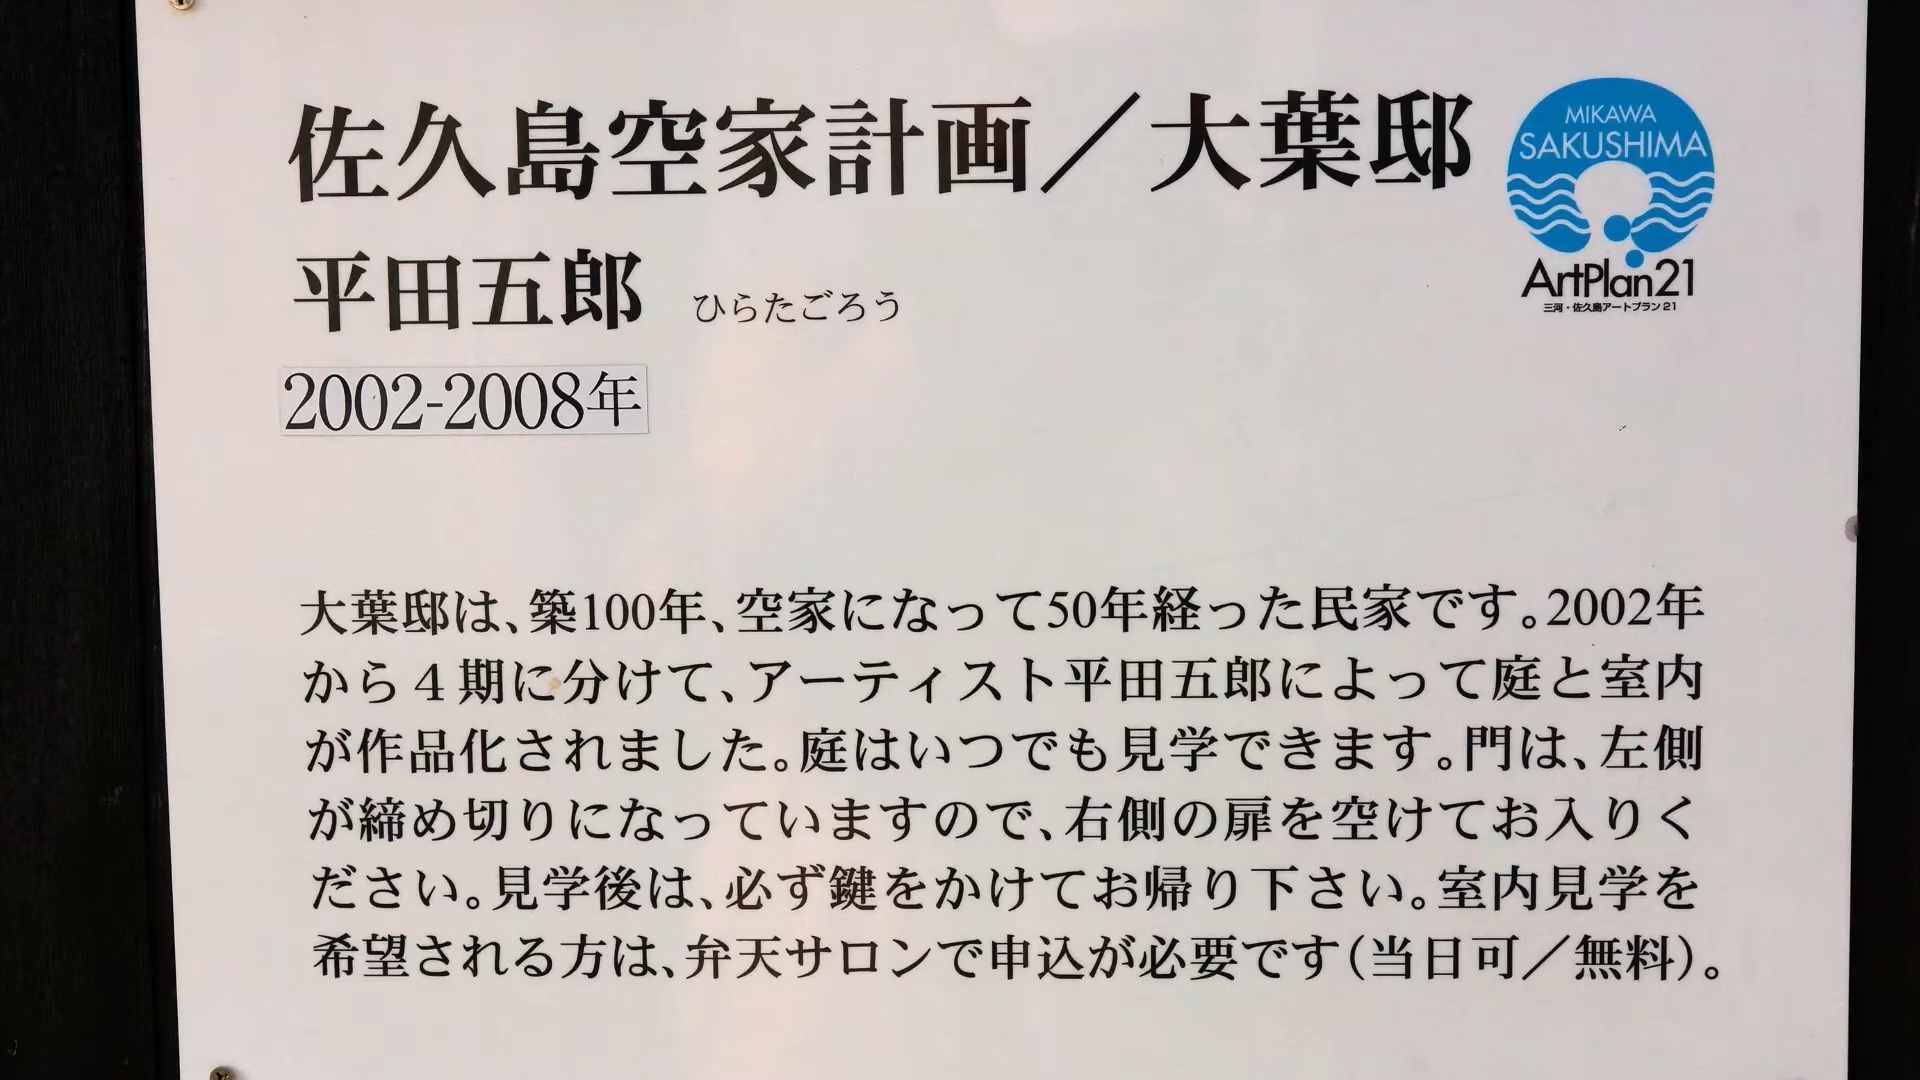 佐久島空家計画／大葉邸
MIKAWA
SAKUSHIMA
ArtPlan21
三河・佐久島アートプラン21
平田五郎 ひらたごろう
2002-2008年
大葉邸は、築100年、空家になって50年経った民家です。2002年
から４期に分けて、アーティスト平田五郎によって庭と室内
が作品化されました。庭はいつでも見学できます。門は、左側
が締め切りになっていますので、右側の扉を空けてお入りく
ださい。見学後は、必ず鍵をかけてお帰り下さい。室内見学を
希望される方は、弁天サロンで申込が必要です（当日可／無料）。